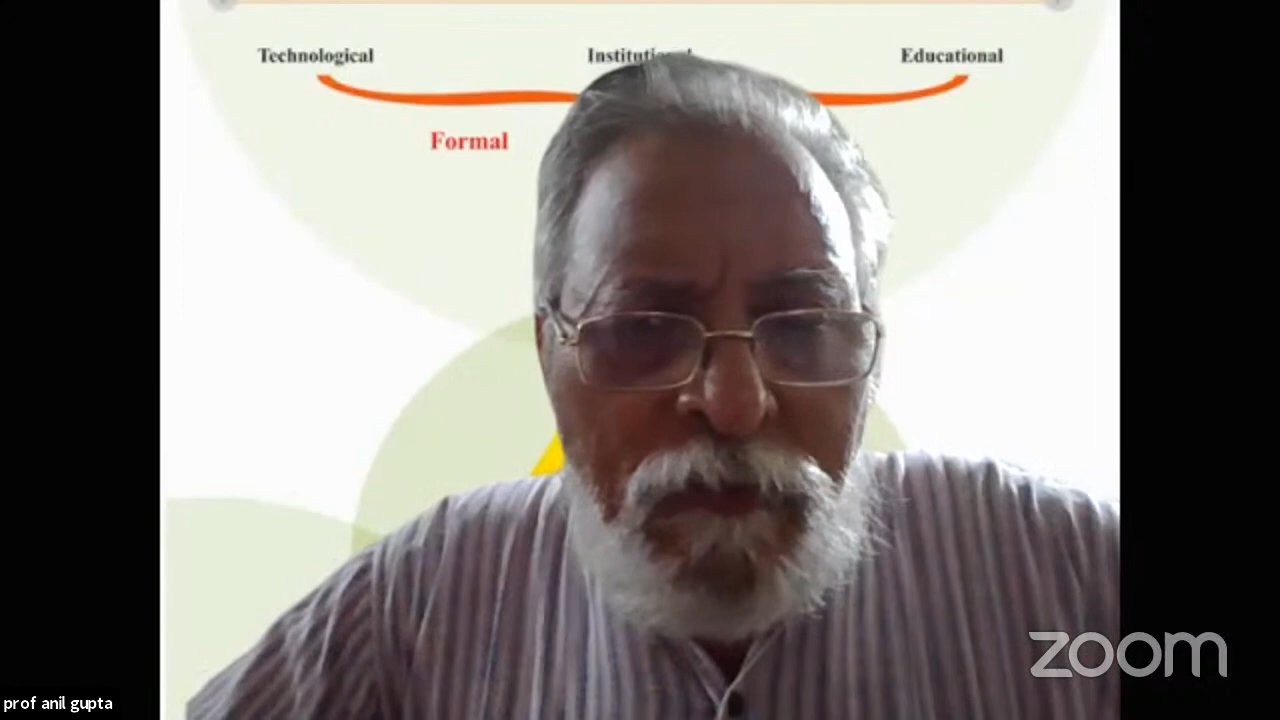 Technological
Educational
Formal
zoom
prof anil gupta